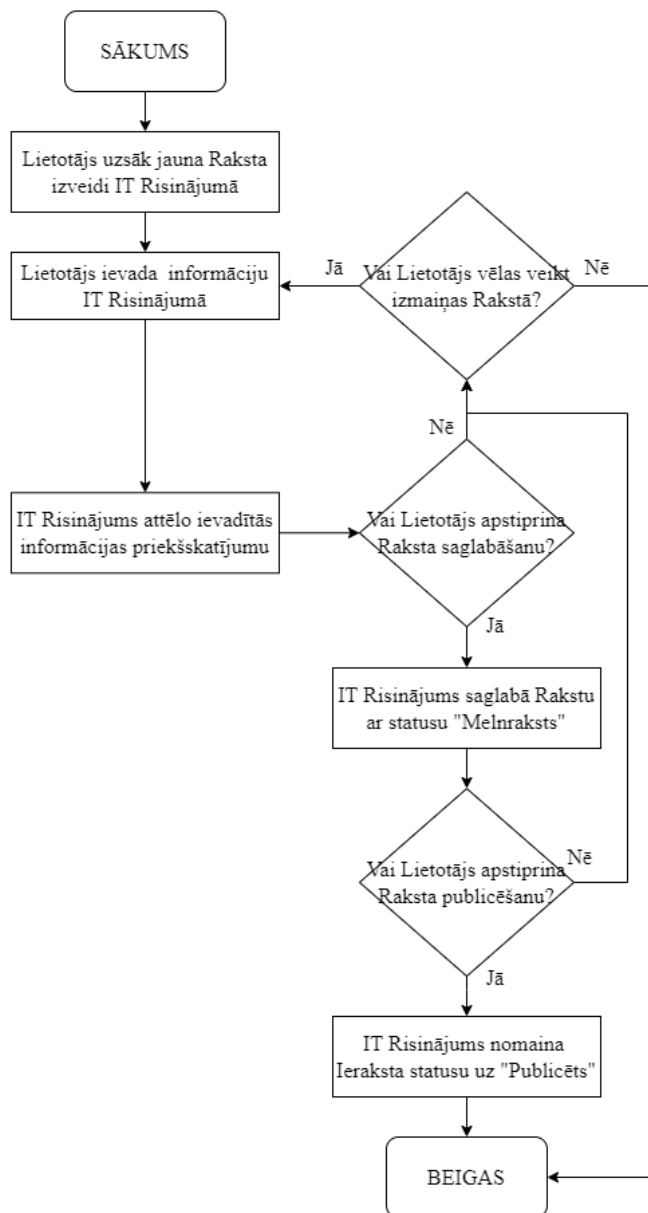 SĀKUMS
Lietotājs uzsāk jauna Raksta
izveidi IT Risinājumā
Lietotājs ievada informāciju
IT Risinājumā
Jā
Vai Lietotājs vēlas veikt
izmaiņas Rakstā?
Nē
Nē
IT Risinājums attēlo ievadītās
informācijas priekšskatījumu
Vai Lietotājs apstiprina
Raksta saglabāšanu?
Jā
IT Risinājums saglabā Rakstu
ar statusu "Melnraksts"
Vai Lietotājs apstiprina
Raksta publicēšanu?
Nē
Jā
IT Risinājums nomaina
Ieraksta statusu uz "Publicēts"
BEIGAS